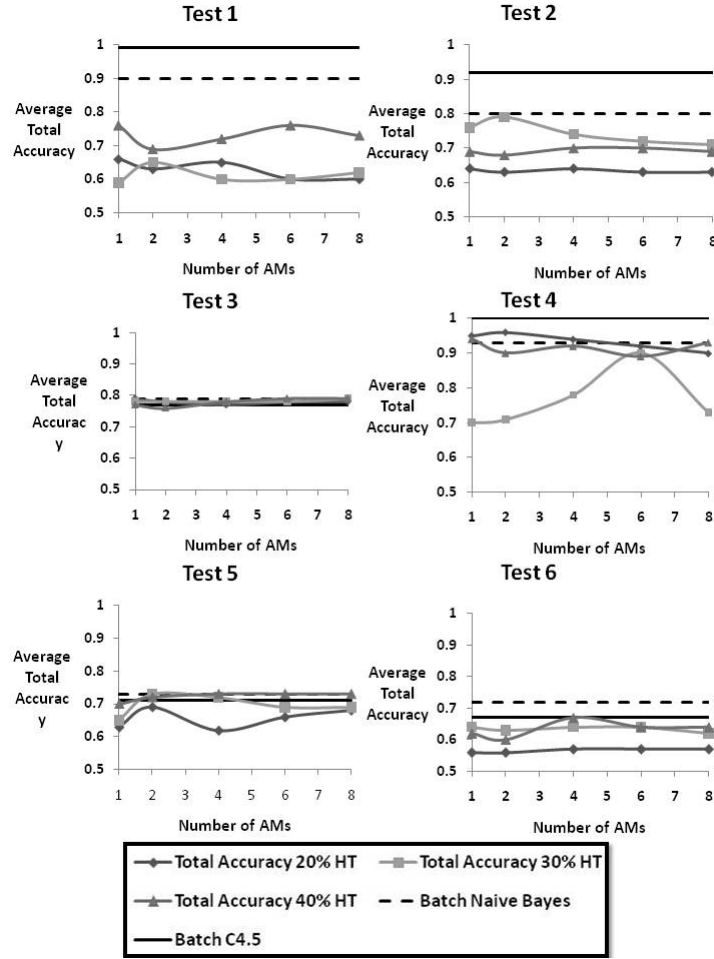 Test 1
Test 2
Average
Total
Accuracy
1
0.9
0.8
0.7
0.6
0.5
1 2 3 4 5 6 7 8
Number of AMs
Average
Total
Accuracy
1
0.9
0.8
0.7
0.6
0.5
1 2 3 4 5 6 7 8
Number of AMs
Test 3
Test 4
Average
Total
Accurac
y
1
0.9
0.8
0.7
0.6
0.5
1 2 3 4 5 6 7 8
Number of AMs
Average
Total
Accuracy
1
0.9
0.8
0.7
0.6
0.5
1 2 3 4 5 6 7 8
Number of AMs
Test 5
Test 6
Average
Total
Accurac
y
1
0.9
0.8
0.7
0.6
0.5
1 2 3 4 5 6 7 8
Number of AMs
Average
Total
Accuracy
1
0.9
0.8
0.7
0.6
0.5
1 2 3 4 5 6 7 8
Number of AMs
Total Accuracy 20% HT
Total Accuracy 30% HT
Total Accuracy 40% HT
Batch Naive Bayes
Batch C4.5